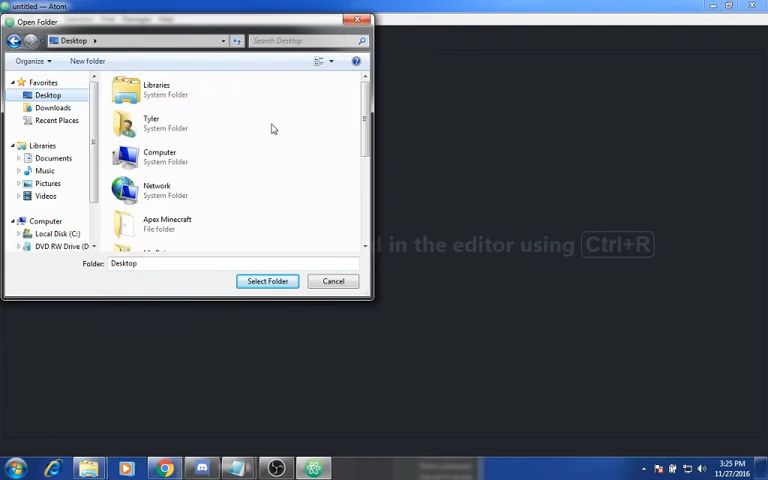 untitled — Atom
Open Folder
Desktop
Search Desktop
Organize
New folder
Favorites
Desktop
Downloads
Recent Places
Libraries
Documents
Music
Pictures
Videos
Computer
Local Disk (C:)
DVD RW Drive (D
Libraries
System Folder
Tyler
System Folder
Computer
System Folder
Network
System Folder
Apex Minecraft
File folder
Folder: Desktop
Select Folder
Cancel
d in the editor using Ctrl+R
3:25 PM
11/27/2016